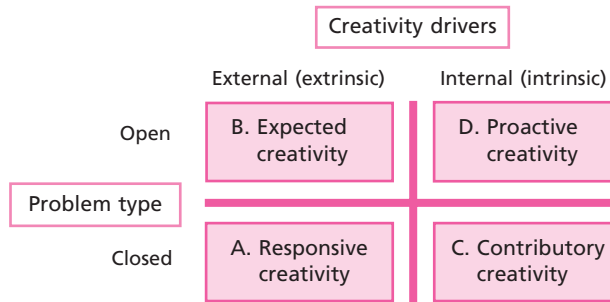 Creativity drivers
External (extrinsic)
Internal (intrinsic)
Open
B. Expected
creativity
D. Proactive
creativity
Problem type
Closed
A. Responsive
creativity
C. Contributory
creativity